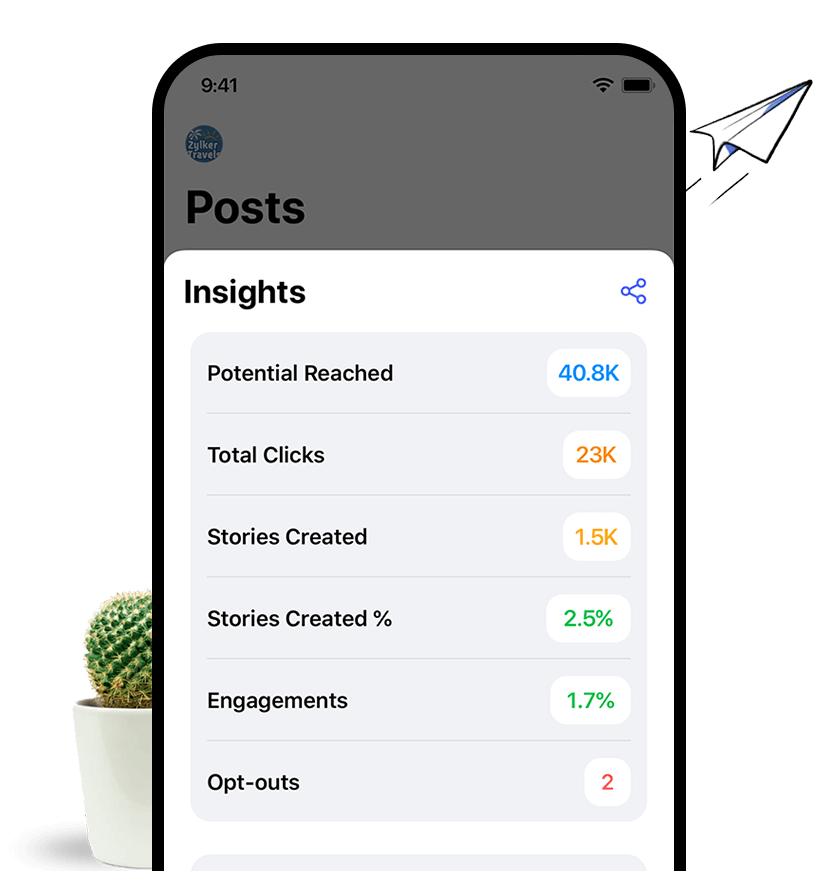 9:41
Zylker
Travels
Posts
Insights
Potential Reached 40.8K
Total Clicks 23K
Stories Created 1.5K
Stories Created % 2.5%
Engagements 1.7%
Opt-outs 2